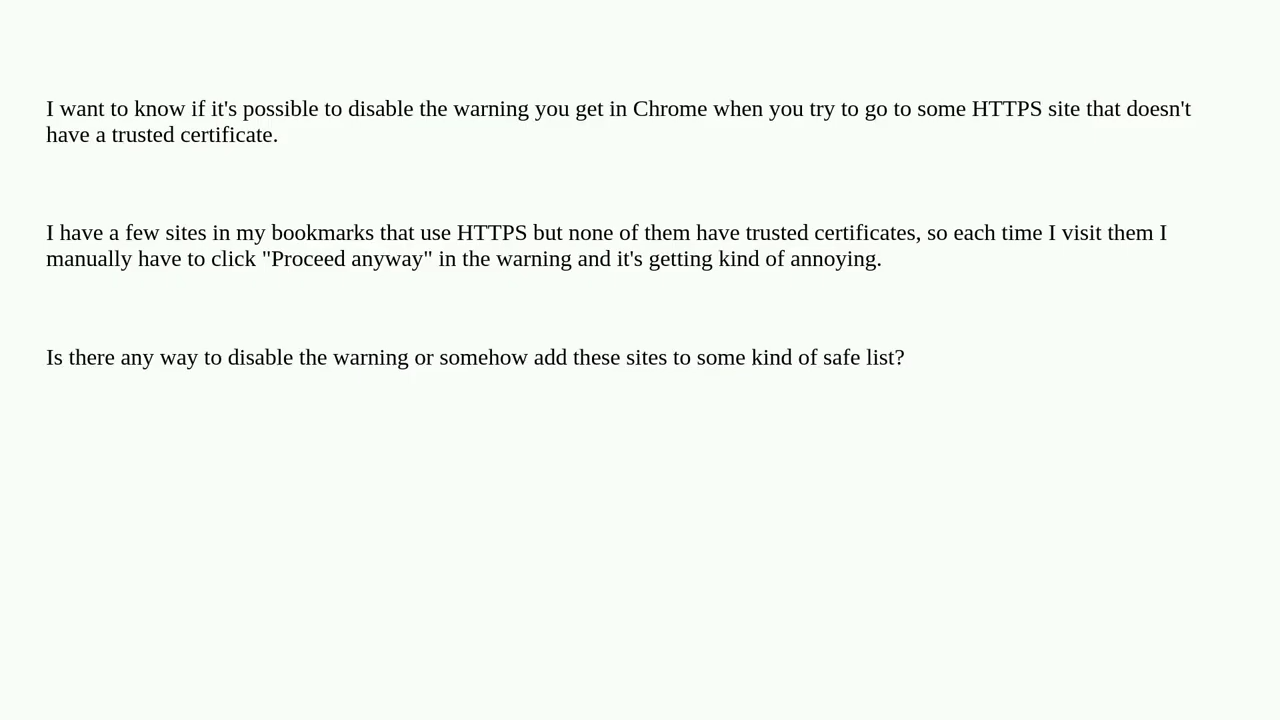 I want to know if it's possible to disable the warning you get in Chrome when you try to go to some HTTPS site that doesn't
have a trusted certificate.
I have a few sites in my bookmarks that use HTTPS but none of them have trusted certificates, so each time I visit them I
manually have to click "Proceed anyway" in the warning and it's getting kind of annoying.
Is there any way to disable the warning or somehow add these sites to some kind of safe list?